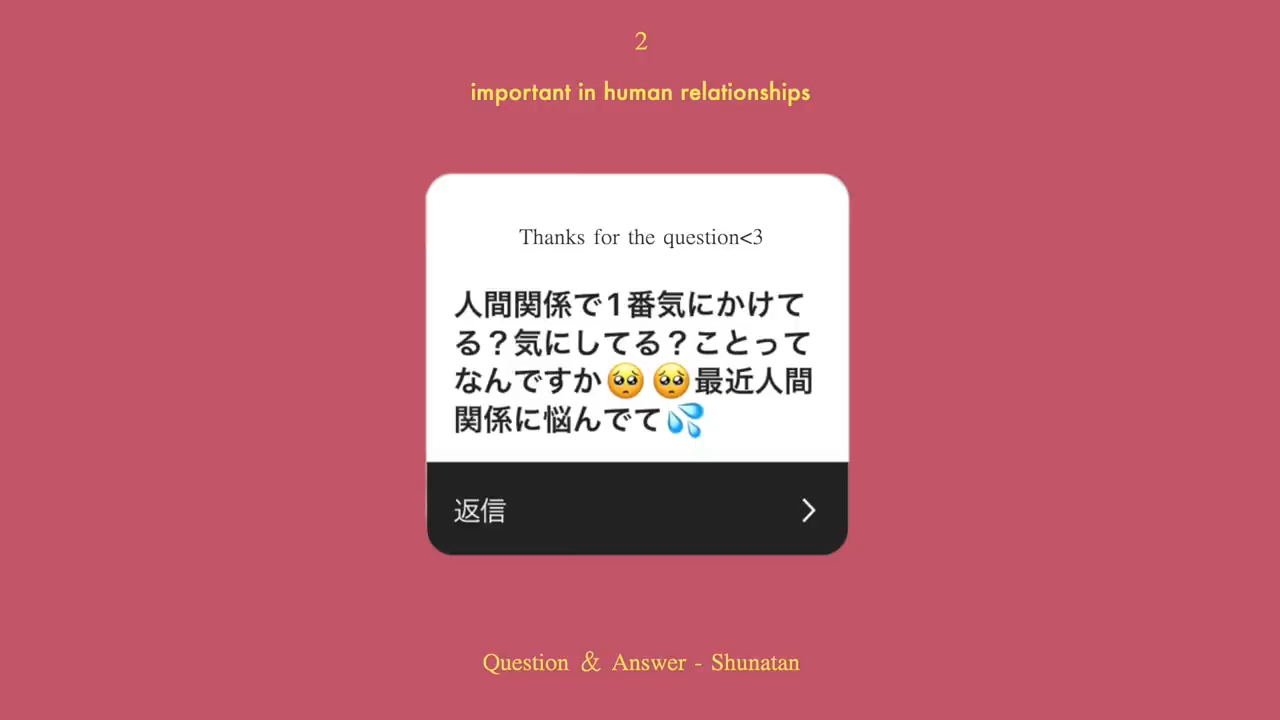 2
important in human relationships
Thanks for the question<3
人間関係で1番気にかけて
る？気にしてる？ことって
なんですか🥺🥺最近人間
関係に悩んでて💦
返信
Question & Answer - Shunatan